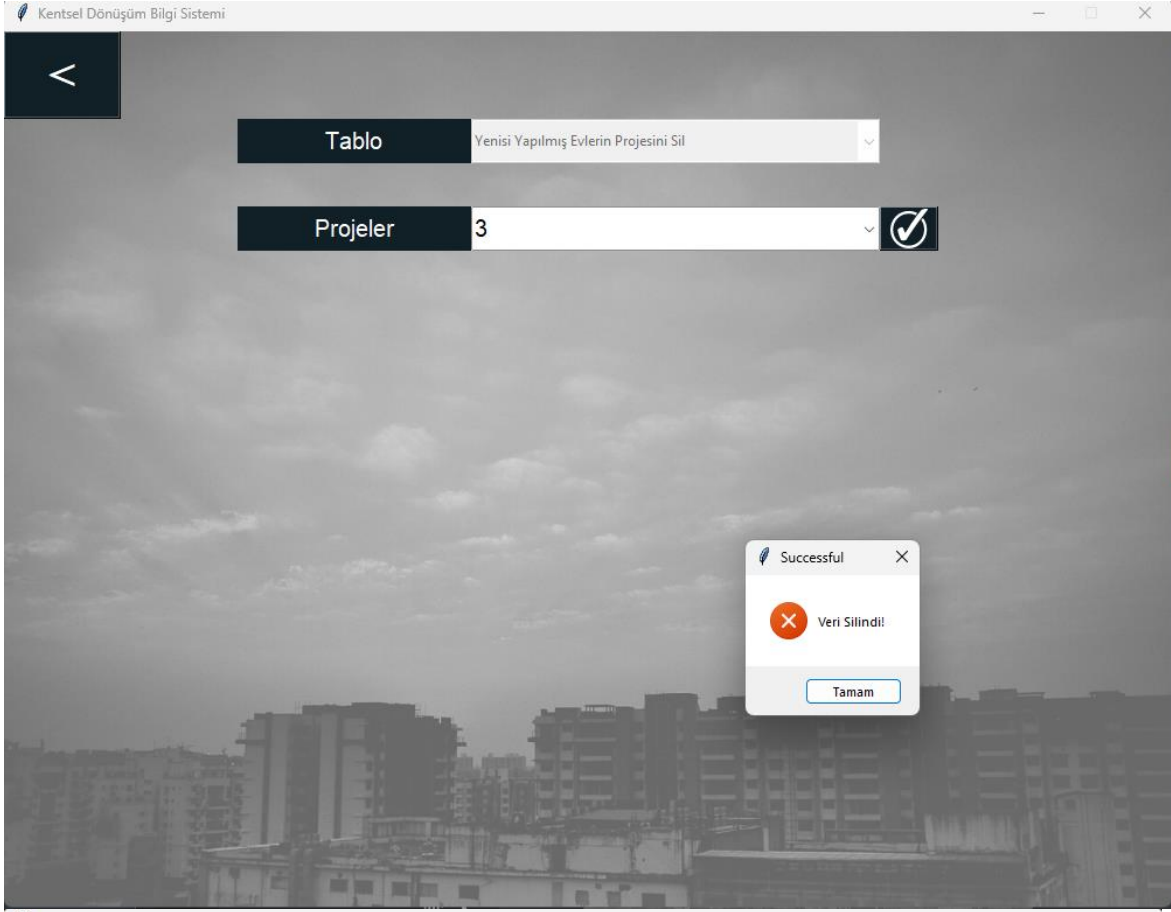 Kentsel Dönüşüm Bilgi Sistemi
<
Tablo
Yenisi Yapılmış Evlerin Projesini Sil
Projeler
3
Successful
Veri Silindi!
Tamam